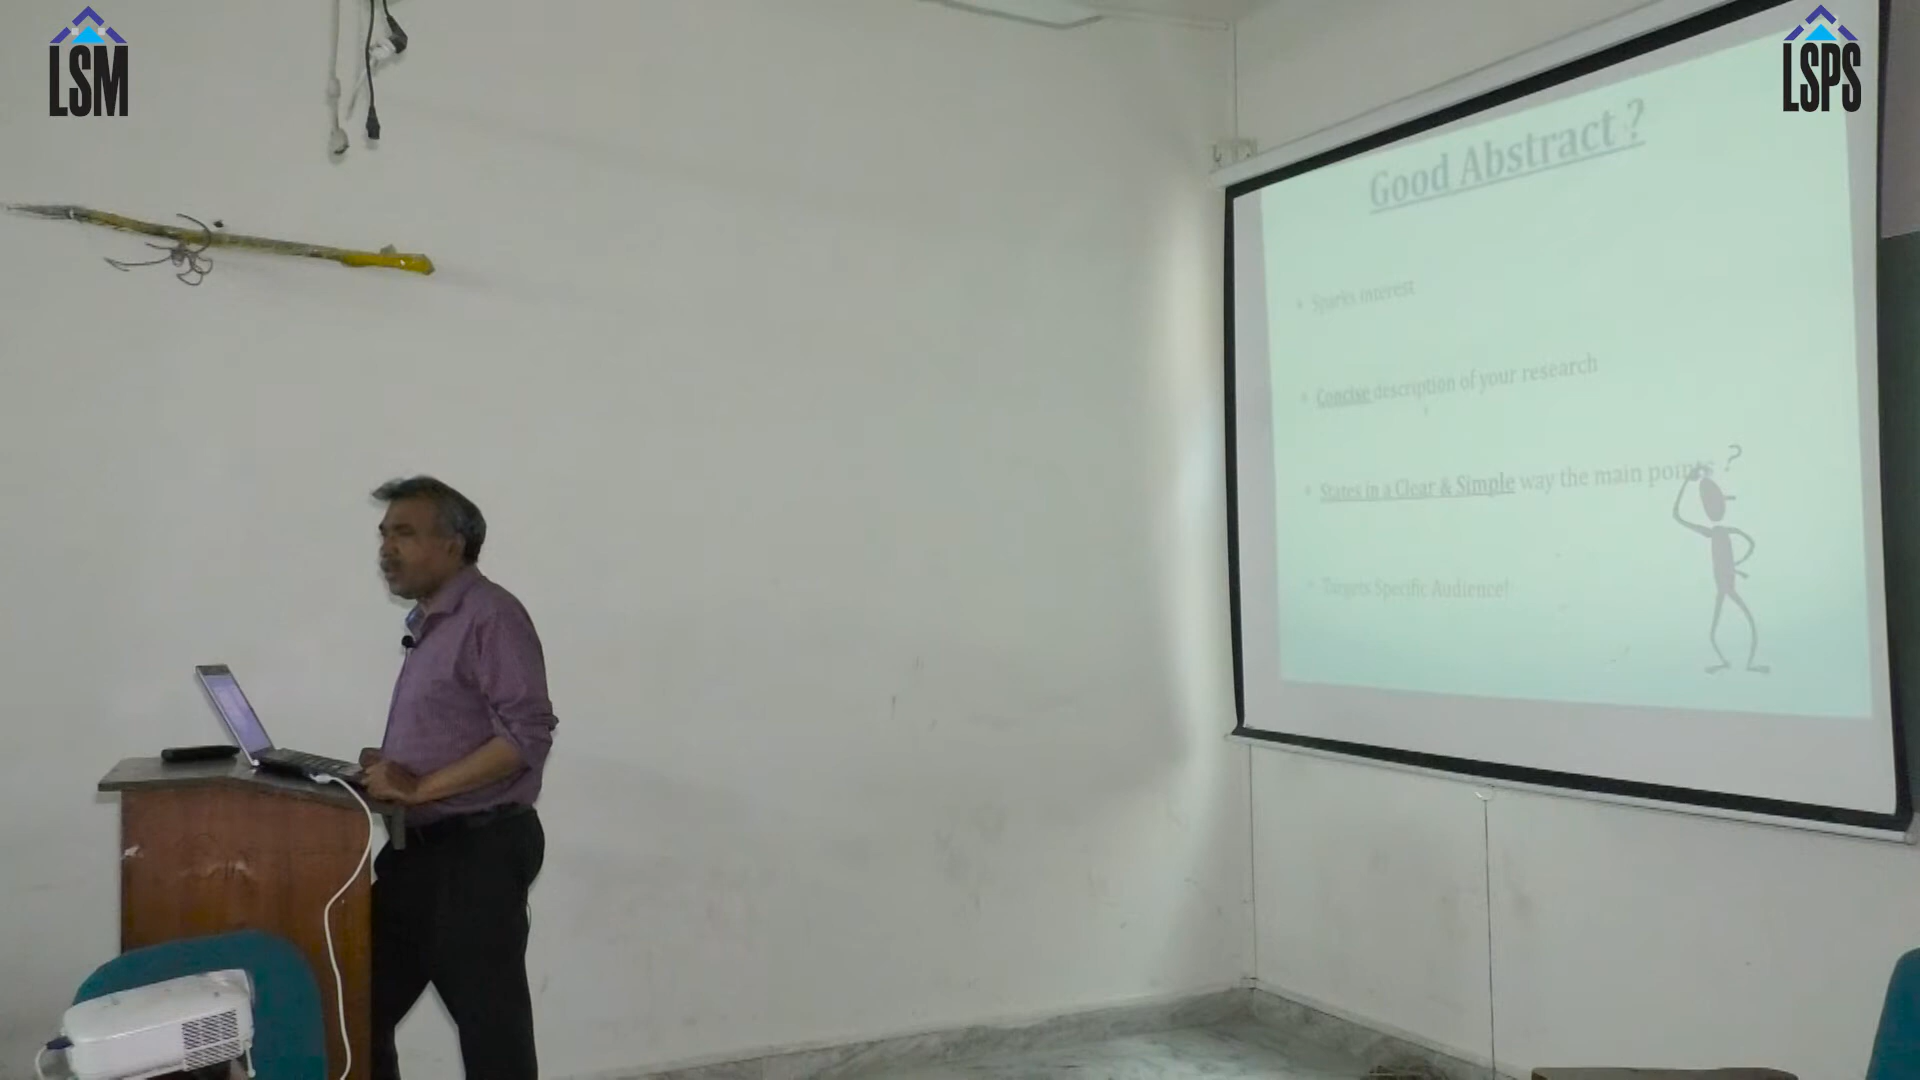 LSM
LSPS
Good Abstract ?
• Sparks interest
• Concise description of your research
• States in a Clear & Simple way the main points
?
• Targets Specific Audience!